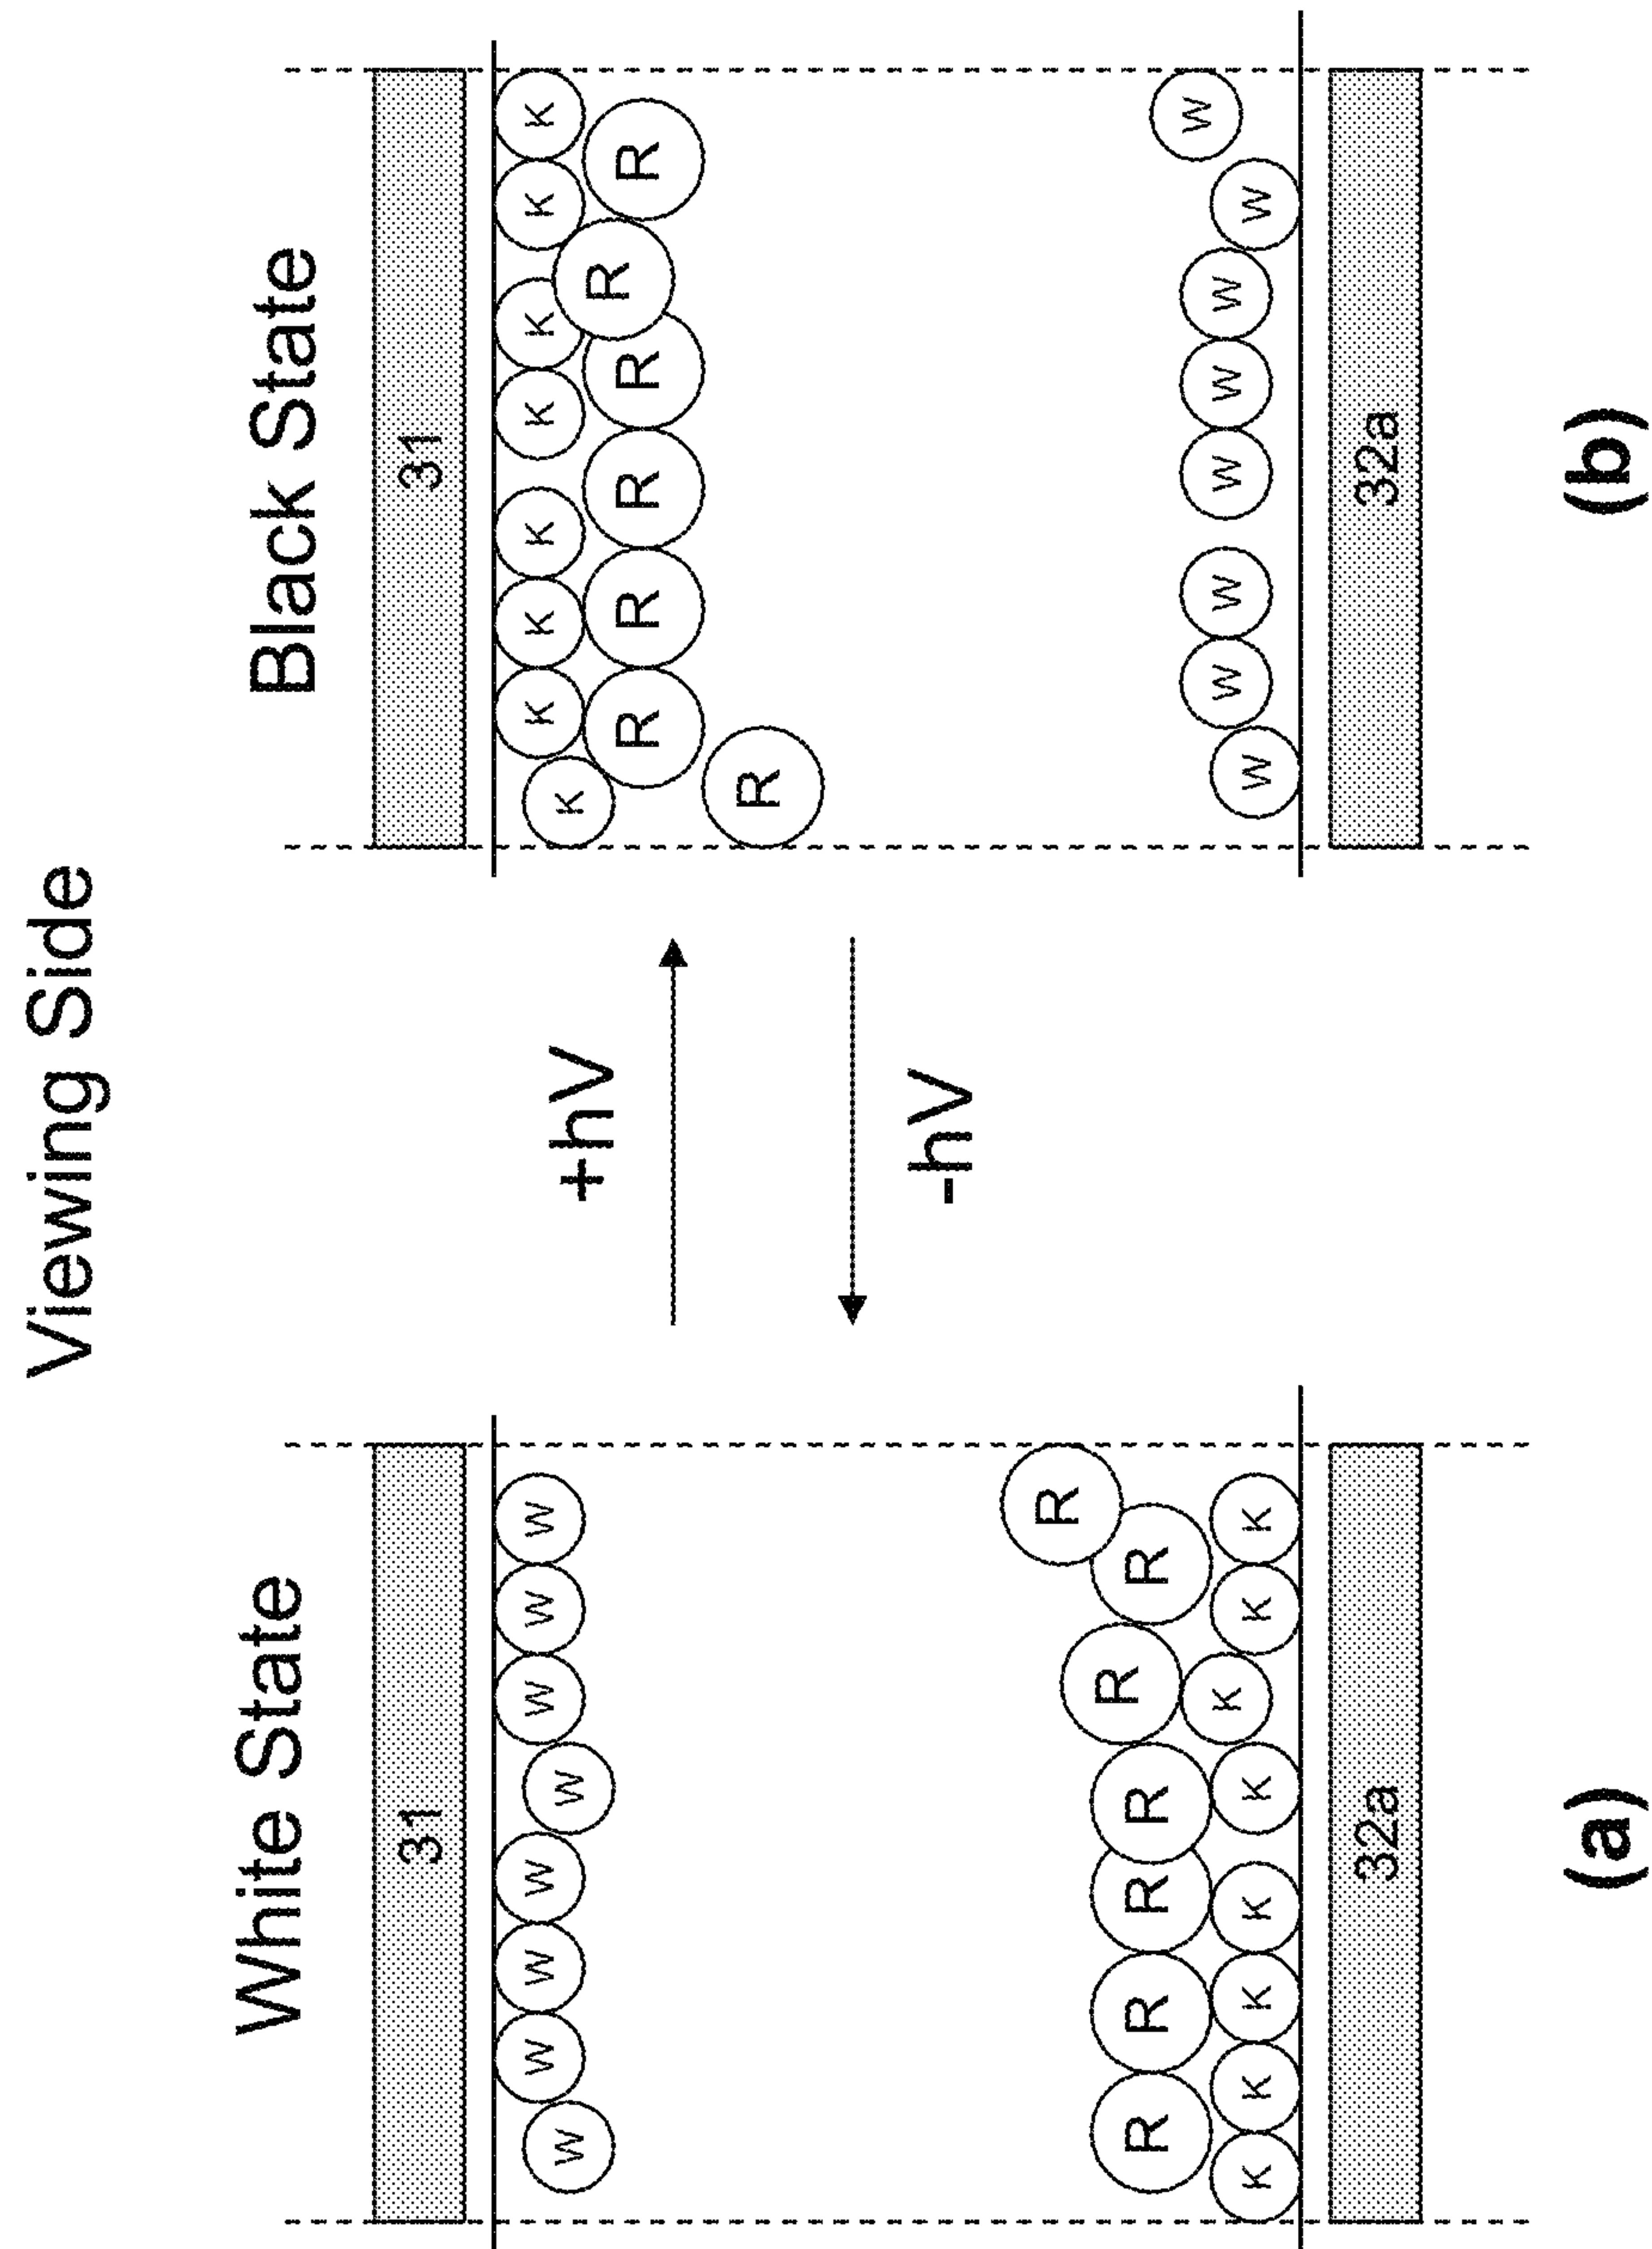 Viewing Side
White State
31
W W W W W W W W
R R R R R R R
K K K K K K K K
32a
(a)
+hV
-hV
Black State
31
K K K K K K K K
R R R R R R R
W W W W W W W W
32a
(b)